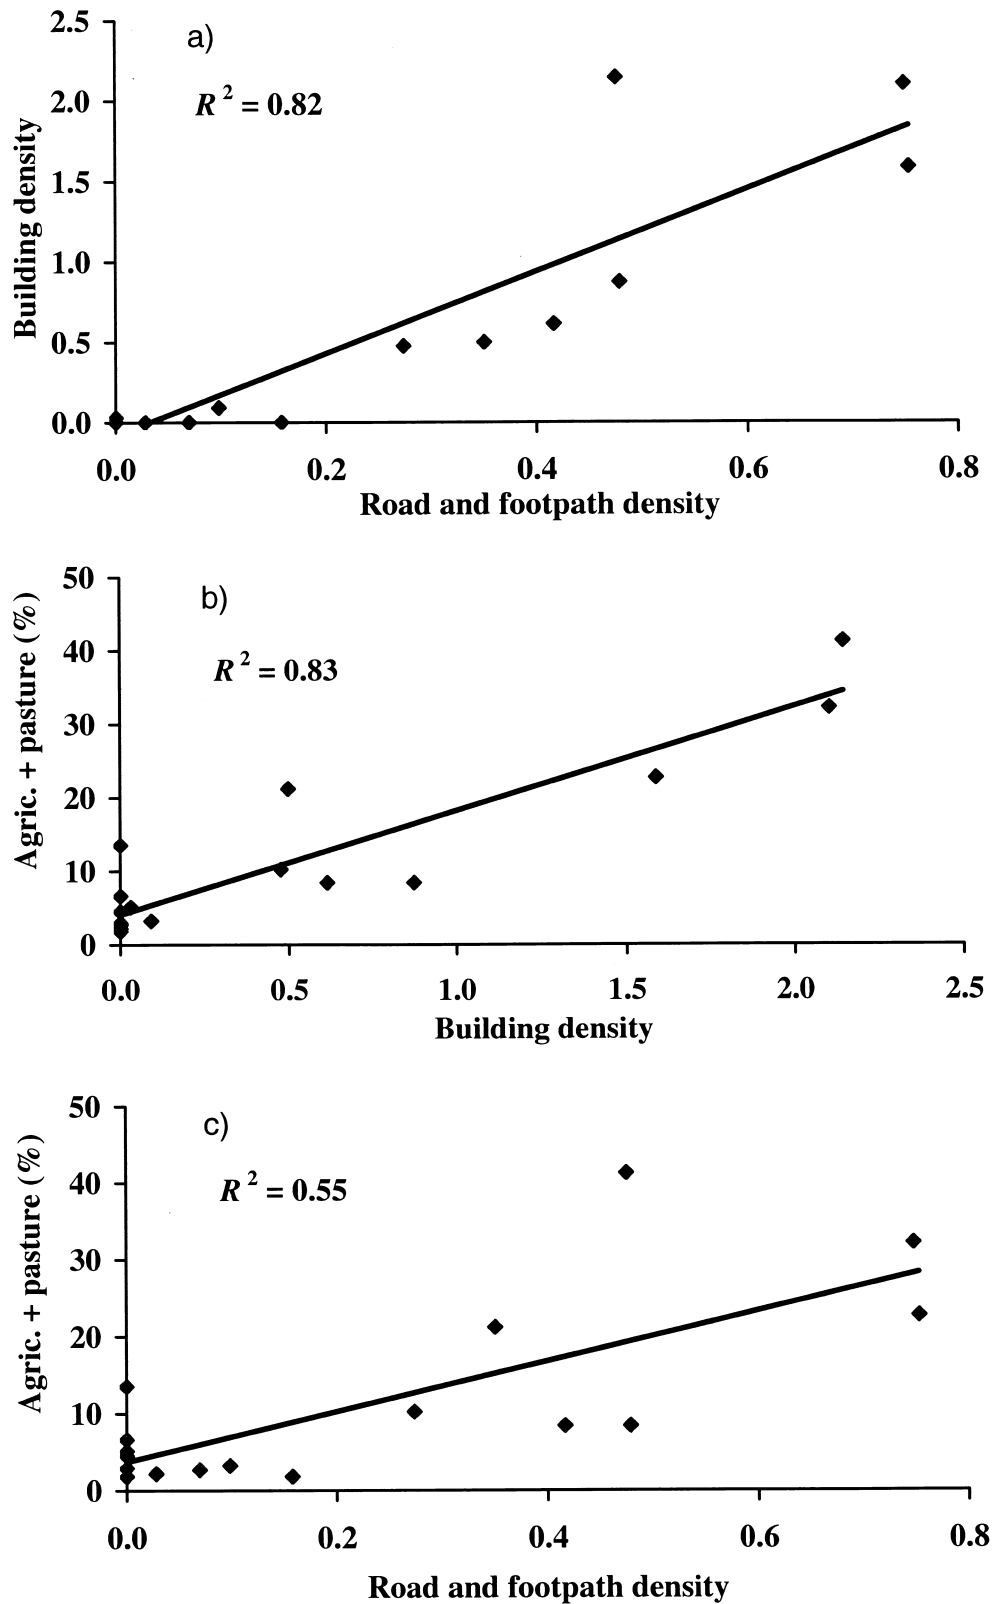 a)
R² = 0.82
Building density
2.5
2.0
1.5
1.0
0.5
0.0
0.0 0.2 0.4 0.6 0.8
Road and footpath density
b)
R² = 0.83
Agric. + pasture (%)
50
40
30
20
10
0
0.0 0.5 1.0 1.5 2.0 2.5
Building density
c)
R² = 0.55
Agric. + pasture (%)
50
40
30
20
10
0
0.0 0.2 0.4 0.6 0.8
Road and footpath density